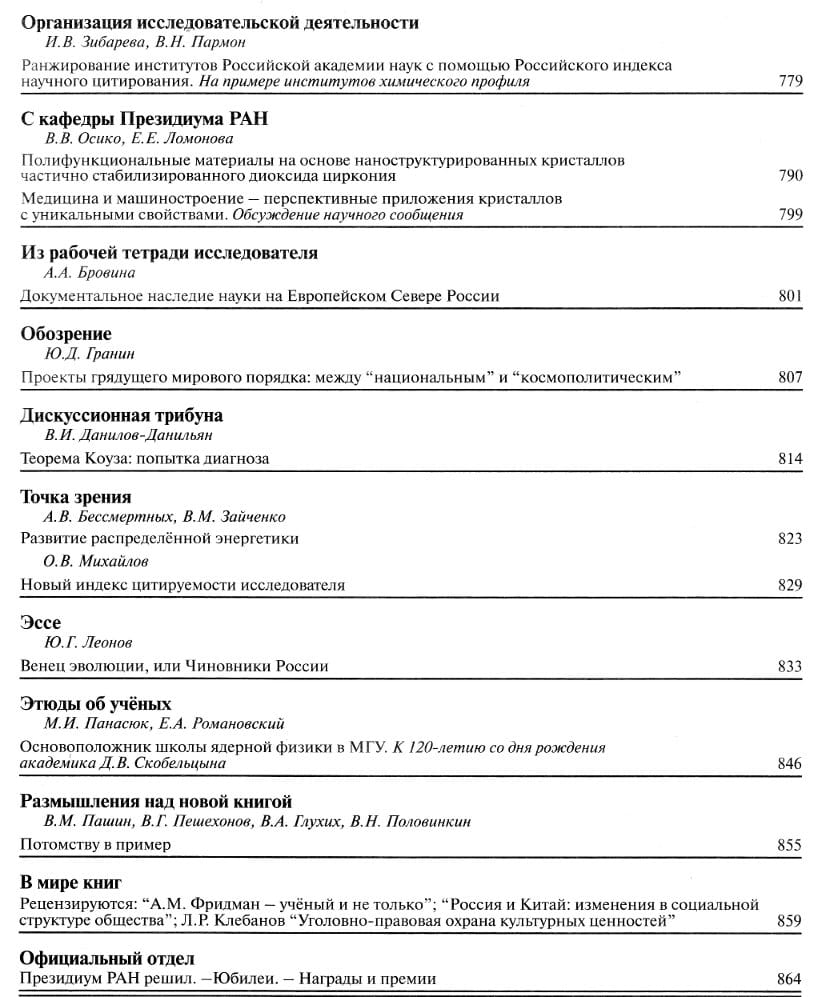 Организация исследовательской деятельности
И.В. Зибарева, В.Н. Пармон
Ранжирование институтов Российской академии наук с помощью Российского индекса
научного цитирования. На примере институтов химического профиля 779
С кафедры Президиума РАН
В.В. Осико, Е.Е. Ломонова
Полифункциональные материалы на основе наноструктурированных кристаллов
частично стабилизированного диоксида циркония 790
Медицина и машиностроение – перспективные приложения кристаллов
с уникальными свойствами. Обсуждение научного сообщения 799
Из рабочей тетради исследователя
А.А. Бровина
Документальное наследие науки на Европейском Севере России 801
Обозрение
Ю.Д. Гранин
Проекты грядущего мирового порядка: между “национальным” и “космополитическим” 807
Дискуссионная трибуна
В.И. Данилов-Данильян
Теорема Коуза: попытка диагноза 814
Точка зрения
А.В. Бессмертных, В.М. Зайченко
Развитие распределённой энергетики 823
О.В. Михайлов
Новый индекс цитируемости исследователя 829
Эссе
Ю.Г. Леонов
Венец эволюции, или Чиновники России 833
Этюды об учёных
М.И. Панасюк, Е.А. Романовский
Основоположник школы ядерной физики в МГУ. К 120-летию со дня рождения
академика Д.В. Скобельцына 846
Размышления над новой книгой
В.М. Пашин, В.Г. Пешехонов, В.А. Глухих, В.Н. Половинкин
Потомству в пример 855
В мире книг
Рецензируются: “А.М. Фридман – учёный и не только”; “Россия и Китай: изменения в социальной
структуре общества”; Л.Р. Клебанов “Уголовно-правовая охрана культурных ценностей” 859
Официальный отдел
Президиум РАН решил. –Юбилеи. – Награды и премии 864